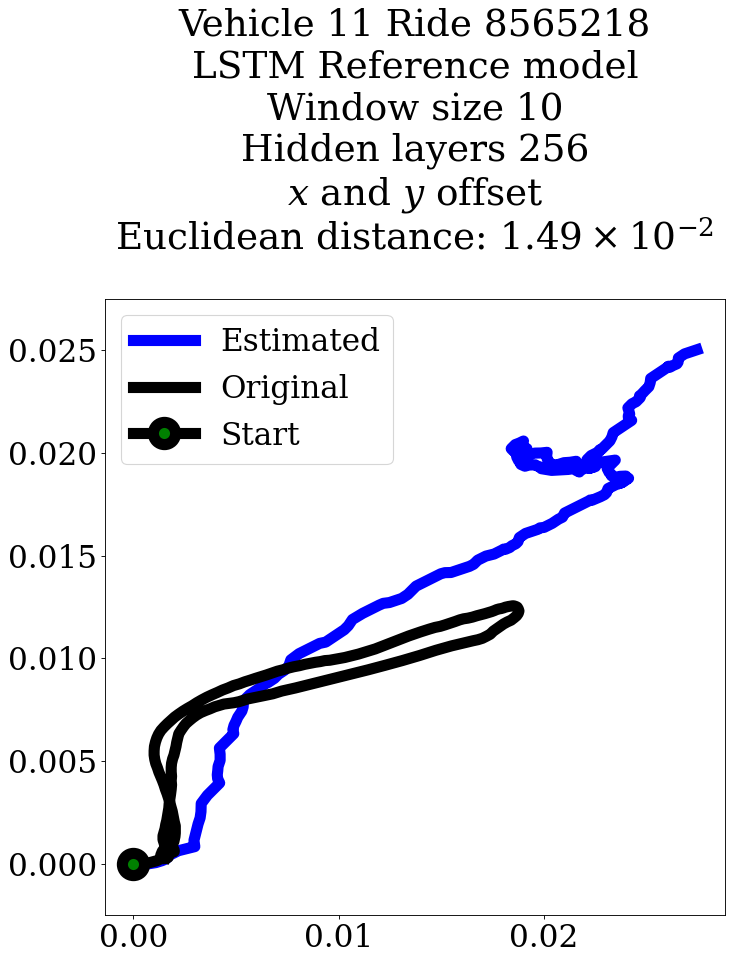 Vehicle 11 Ride 8565218
LSTM Reference model
Window size 10
Hidden layers 256
x and y offset
Euclidean distance: 1.49 × 10⁻²
Estimated
Original
Start
0.025
0.020
0.015
0.010
0.005
0.000
0.00 0.01 0.02